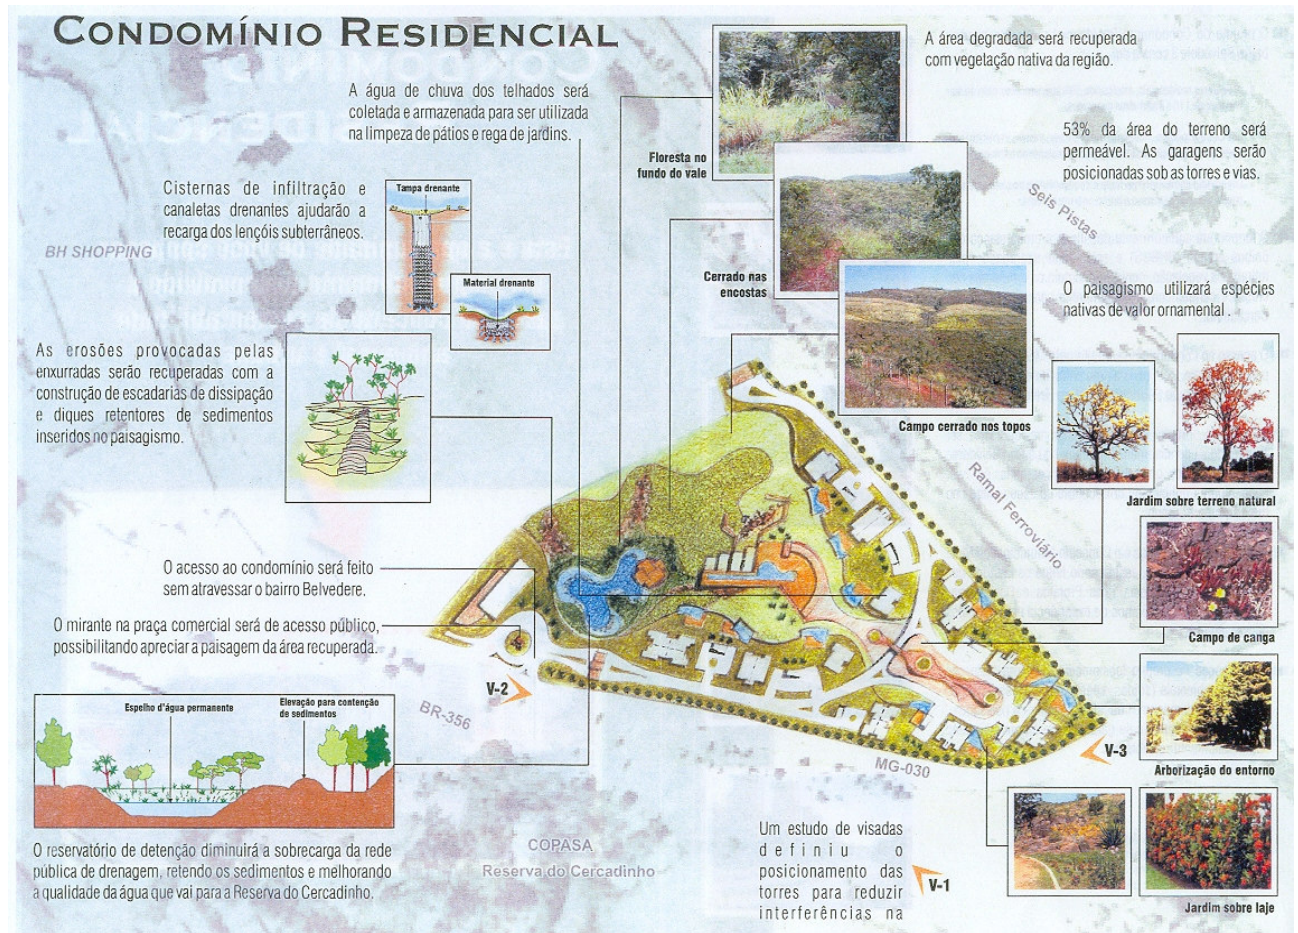 CONDOMÍNIO RESIDENCIAL
A água de chuva dos telhados será
coletada e armazenada para ser utilizada
na limpeza de pátios e rega de jardins.
Floresta no
fundo do vale
A área degradada será recuperada
com vegetação nativa da região.
53% da área do terreno será
permeável. As garagens serão
posicionadas sob as torres e vias.
Cisternas de infiltração e
canaletas drenantes ajudarão a
recarga dos lençóis subterrâneos.
Tampa drenante
Material drenante
BH SHOPPING
Seis Pistas
Cerrado nas
encostas
O paisagismo utilizará espécies
nativas de valor ornamental .
As erosões provocadas pelas
enxurradas serão recuperadas com a
construção de escadarias de dissipação
e diques retentores de sedimentos
inseridos no paisagismo.
Campo cerrado nos topos
Jardim sobre terreno natural
Ramal Ferroviário
O acesso ao condomínio será feito
sem atravessar o bairro Belvedere.
O mirante na praça comercial será de acesso público,
possibilitando apreciar a paisagem da área recuperada.
Campo de canga
V-2
BR-356
Espelho d'água permanente
Elevação para contenção
de sedimentos
V-3
MG-030
Arborização do entorno
O reservatório de detenção diminuirá a sobrecarga da rede
pública de drenagem, retendo os sedimentos e melhorando
a qualidade da água que vai para a Reserva do Cercadinho.
COPASA
Reserva do Cercadinho
Um estudo de visadas
definiu o
posicionamento das
torres para reduzir
interferências na
V-1
Jardim sobre laje